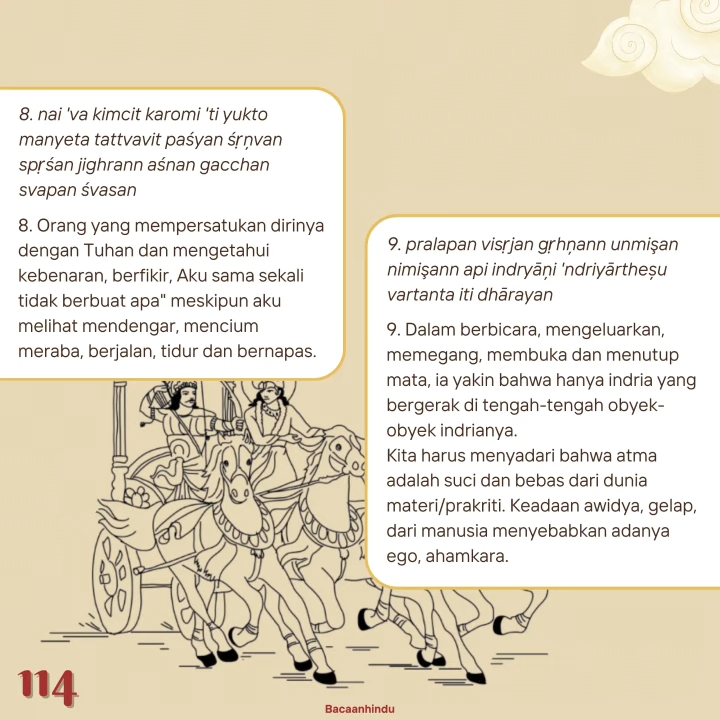 8. nai 'va kimcit karomi 'ti yukto
manyeta tattvavit paśyan śṛṇvan
spṛśan jighrann aśnan gacchan
svapan śvasan
8. Orang yang mempersatukan dirinya
dengan Tuhan dan mengetahui
kebenaran, berfikir, Aku sama sekali
tidak berbuat apa" meskipun aku
melihat mendengar, mencium
meraba, berjalan, tidur dan bernapas.
9. pralapan visṛjan gṛhṇann unmiṣan
nimiṣann api indryāṇi 'ndriyārtheṣu
vartanta iti dhārayan
9. Dalam berbicara, mengeluarkan,
memegang, membuka dan menutup
mata, ia yakin bahwa hanya indria yang
bergerak di tengah-tengah obyek-
obyek indrianya.
Kita harus menyadari bahwa atma
adalah suci dan bebas dari dunia
materi/prakriti. Keadaan awidya, gelap,
dari manusia menyebabkan adanya
ego, ahamkara.
114
Bacaanhindu